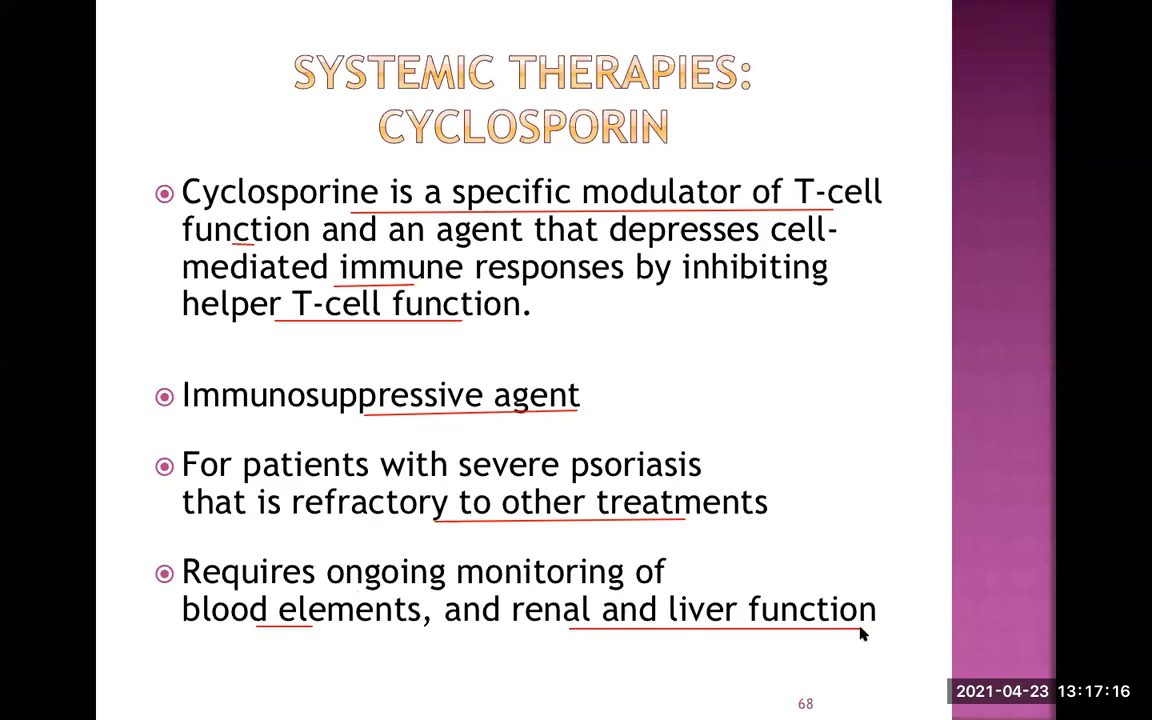 SYSTEMIC THERAPIES:
CYCLOSPORIN
Cyclosporine is a specific modulator of T-cell
function and an agent that depresses cell-
mediated immune responses by inhibiting
helper T-cell function.
Immunosuppressive agent
For patients with severe psoriasis
that is refractory to other treatments
Requires ongoing monitoring of
blood elements, and renal and liver function
68
2021-04-23 13:17:16